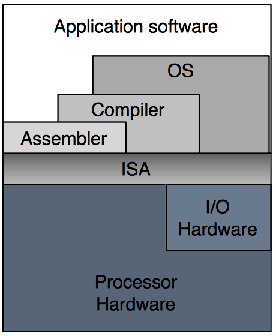 Application software
OS
Compiler
Assembler
ISA
I/O
Hardware
Processor
Hardware